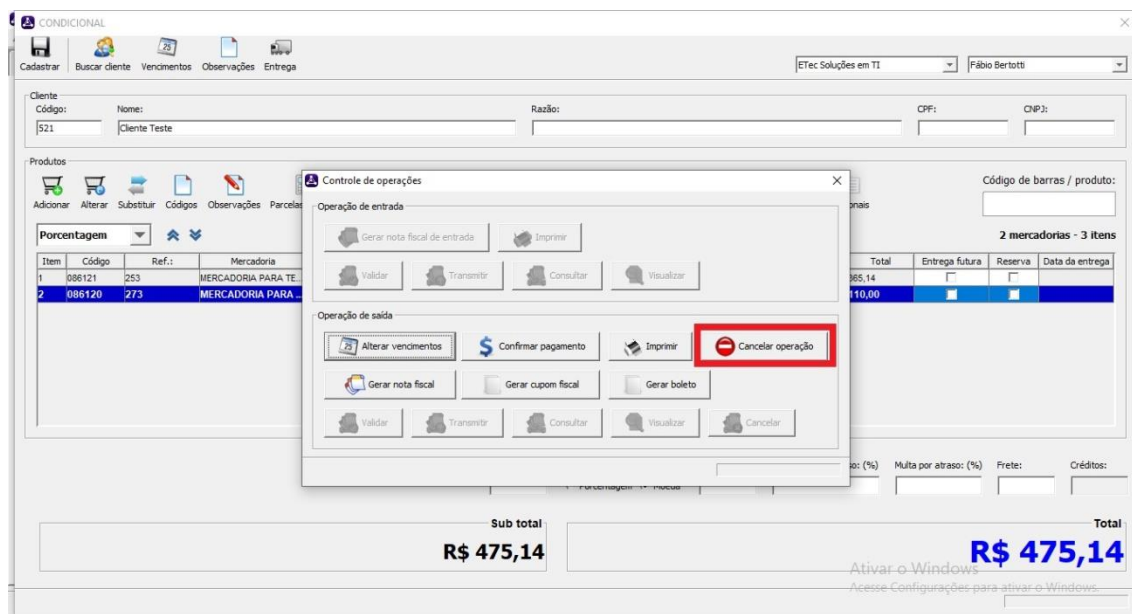 CONDICIONAL
Cadastrar Buscar cliente Vencimentos Observações Entrega
ETec Soluções em TI Fábio Bertotti
Cliente
Código: Nome: Razão: CPF: CNPJ:
521 Cliente Teste
Produtos
Código de barras / produto:
Adicionar Alterar Substituir Códigos Observações Parcelas
Porcentagem
2 mercadorias - 3 itens
Item Código Ref.: Mercadoria Total Entrega futura Reserva Data da entrega
1 086121 253 MERCADORIA PARA TE...
2 086120 273 MERCADORIA PARA ... 110,00
Controle de operações
Operação de entrada
Gerar nota fiscal de entrada Imprimir
Validar Transmitir Consultar Visualizar
Operação de saída
Alterar vencimentos Confirmar pagamento Imprimir Cancelar operação
Gerar nota fiscal Gerar cupom fiscal Gerar boleto
Validar Transmitir Consultar Visualizar Cancelar
(%) Multa por atraso: (%) Frete: Créditos:
Sub total
R$ 475,14
Total
R$ 475,14
Ativar o Windows
Acesse Configurações para ativar o Windows.